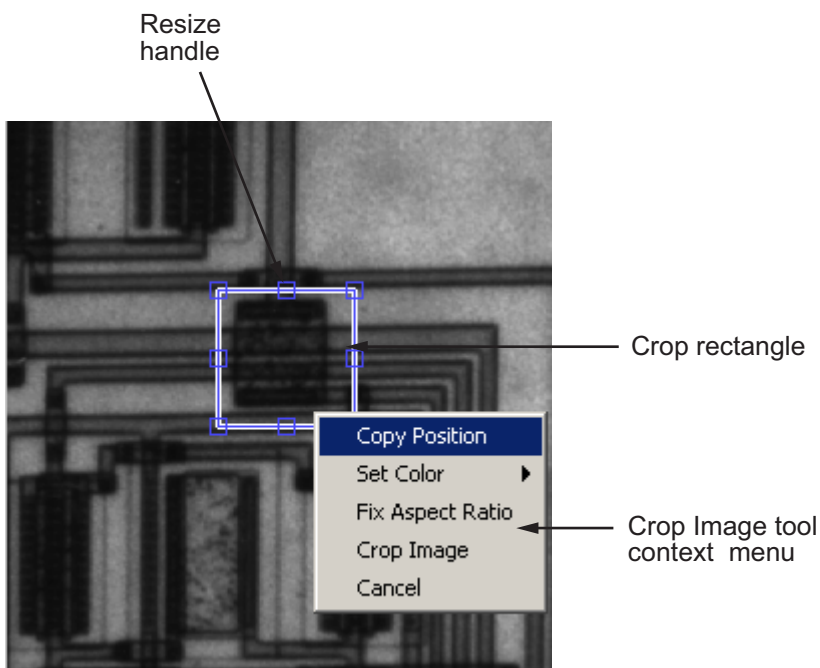 Resize
handle
Crop rectangle
Copy Position
Set Color
Fix Aspect Ratio
Crop Image
Cancel
Crop Image tool
context menu